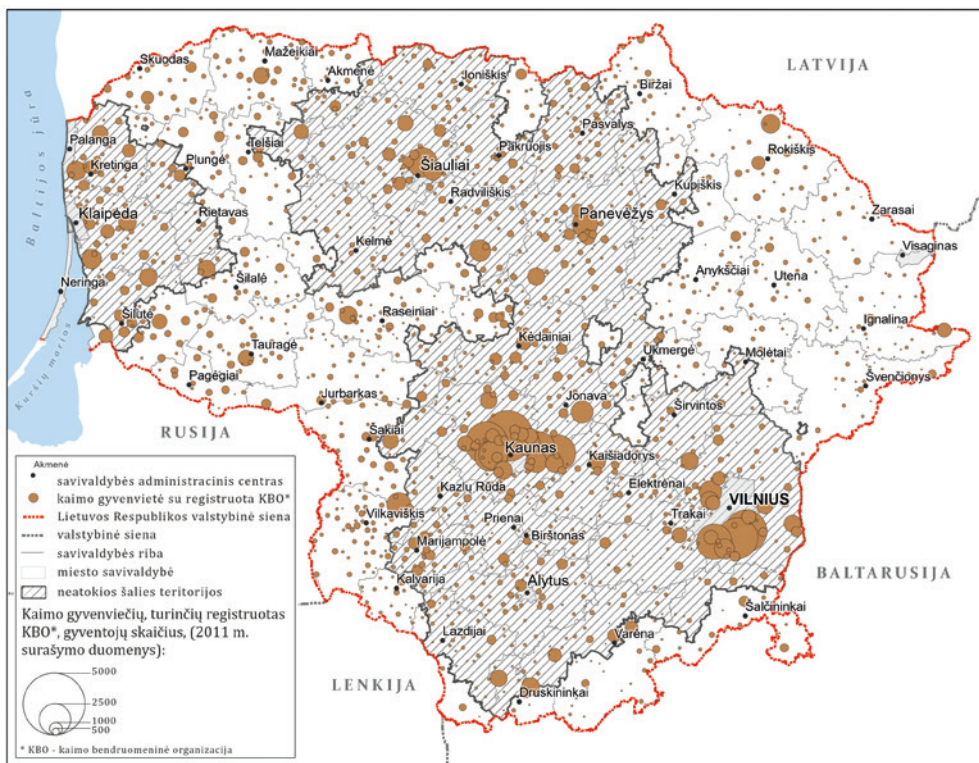 LATVIJA
Skuodas
Mažeikiai
Akmenė
Joniškis
Biržai
Palanga
Kretinga
Plungė
Telšiai
Šiauliai
Pakruojis
Pasvalys
Rokiškis
Baltijos jūra
Klaipėda
Rietavas
Radviliškis
Panevėžys
Kupiškis
Zarasai
Visaginas
Kelmė
Neringa
Šilalė
Anykščiai
Utena
Šilutė
Raseiniai
Ignalina
Kuršių marios
Tauragė
Kėdainiai
Ukmergė
Molėtai
Švenčionys
Pagėgiai
Jurbarkas
Jonava
Širvintos
RUSIJA
Šakiai
Kaunas
Kaišiadorys
Kazlų Rūda
Elektrėnai
VILNIUS
Vilkaviškis
Prienai
Trakai
Marijampolė
Birštonas
Kalvarija
Alytus
BALTARUSIJA
Šalčininkai
Lazdijai
Varėna
LENKIJA
Druskininkai
Akmenė
savivaldybės administracinis centras
kaimo gyvenvietė su registruota KBO*
Lietuvos Respublikos valstybinė siena
valstybinė siena
savivaldybės riba
miesto savivaldybė
neatokios šalies teritorijos
Kaimo gyvenviečių, turinčių registruotas
KBO*, gyventojų skaičius, (2011 m.
surašymo duomenys):
5000
2500
1000
500
* KBO - kaimo bendruomeninė organizacija